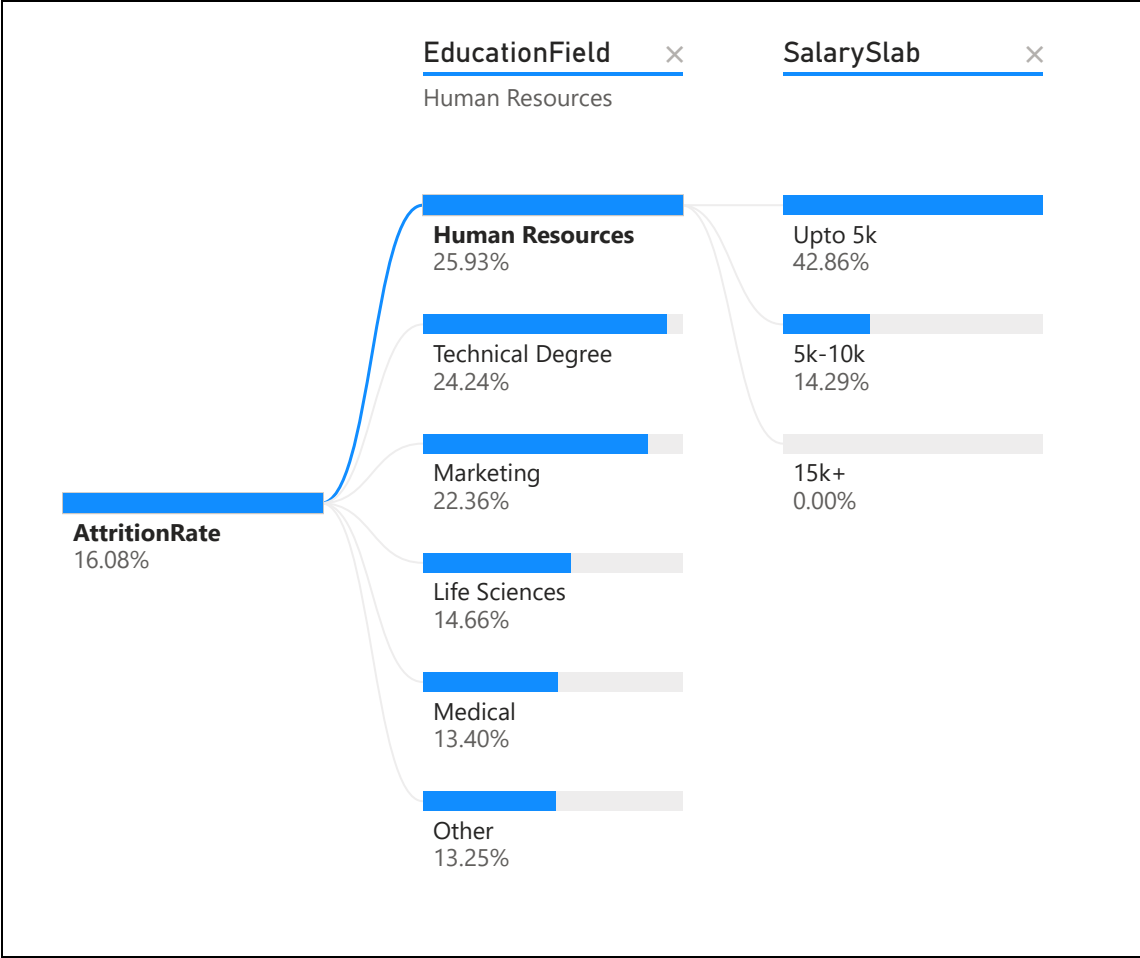 EducationField
SalarySlab
Human Resources
Human Resources
25.93%
Technical Degree
24.24%
Marketing
22.36%
Life Sciences
14.66%
Medical
13.40%
Other
13.25%
Upto 5k
42.86%
5k-10k
14.29%
15k+
0.00%
AttritionRate
16.08%